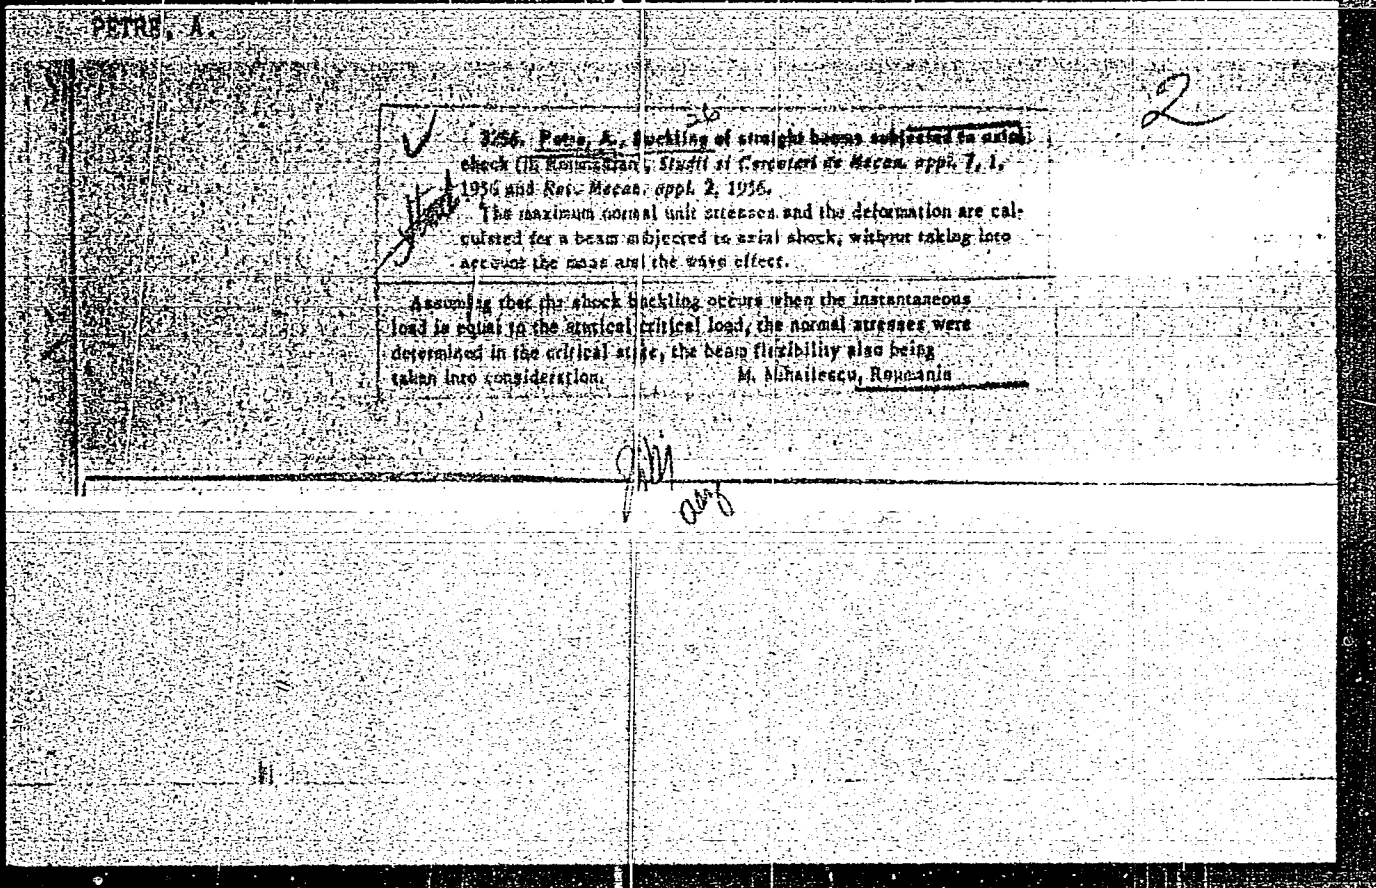 PETRE, A.
2
26
Petre, A., Buckling of straight beams subjected to axial
shock (in Roumanian), Studii si Cercetari de Mecan. appl. 7, 1,
1956 and Rev. Mecan. appl. 2, 1956.
The maximum normal unit stresses and the deformation are cal-
culated for a beam subjected to axial shock, without taking into
account the mass and the wave effect.
Assuming that the shock buckling occurs when the instantaneous
load is equal to the statical critical load, the normal stresses were
determined in the critical state, the beam flexibility also being
taken into consideration. M. Mihailescu, Roumania